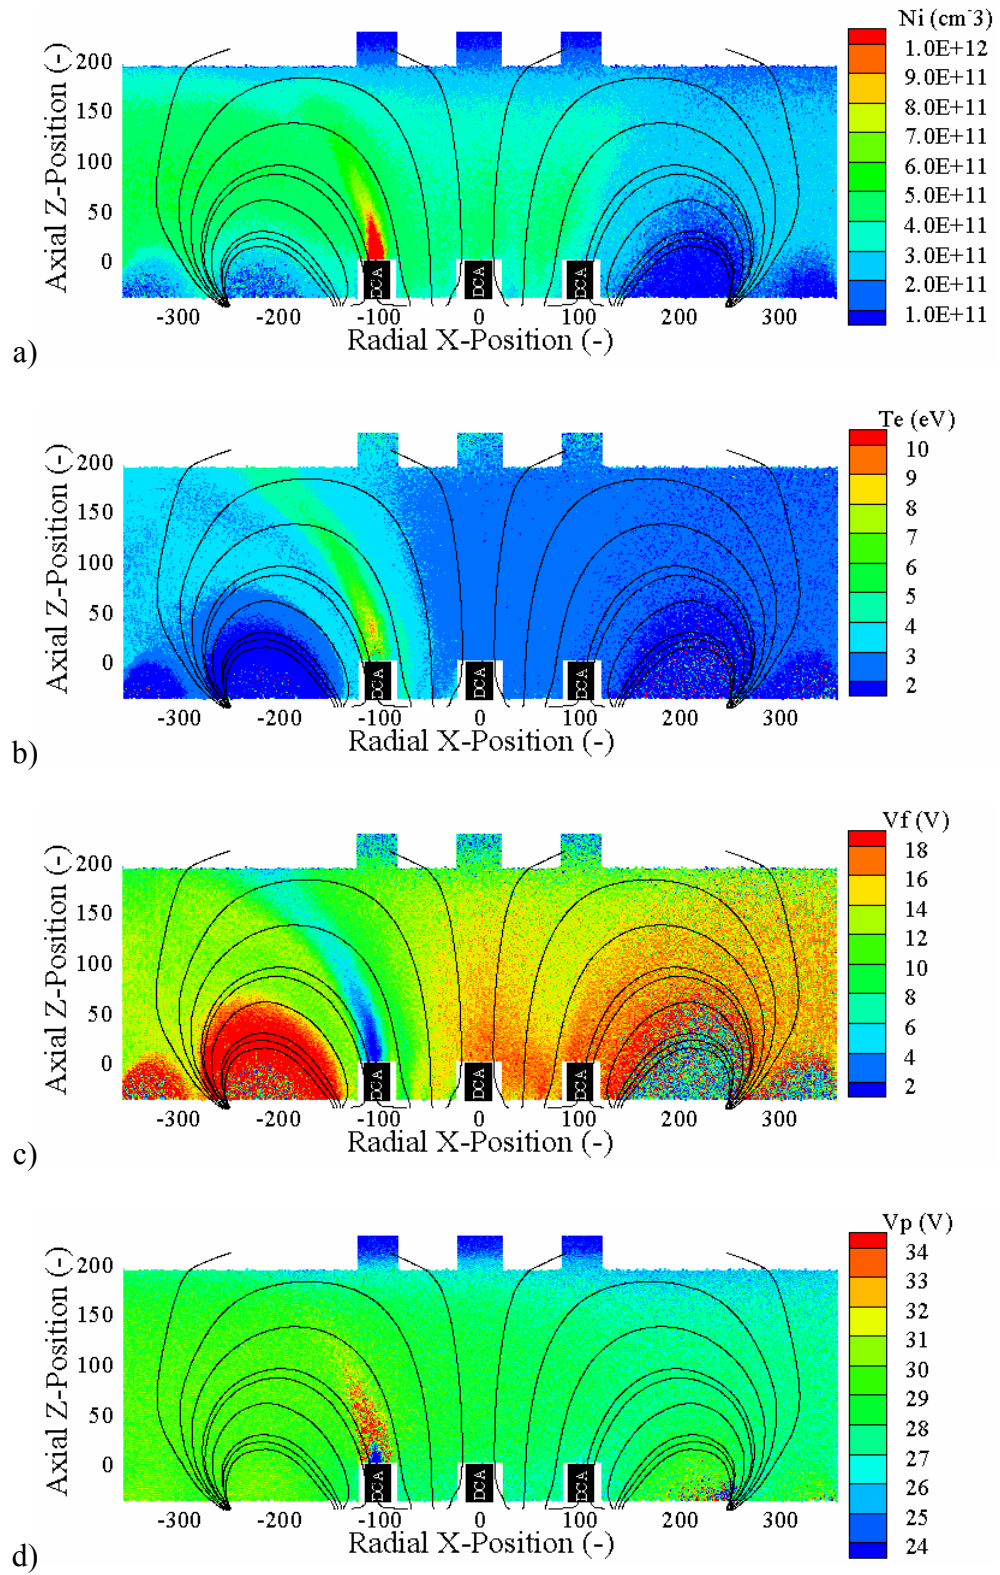 Ni (cm-3)
1.0E+12
9.0E+11
8.0E+11
7.0E+11
6.0E+11
5.0E+11
4.0E+11
3.0E+11
2.0E+11
1.0E+11
Axial Z-Position (-)
200
150
100
50
0
DCA DCA DCA
-300 -200 -100 0 100 200 300
Radial X-Position (-)
a)
Te (eV)
10
9
8
7
6
5
4
3
2
Axial Z-Position (-)
200
150
100
50
0
DCA DCA DCA
-300 -200 -100 0 100 200 300
Radial X-Position (-)
b)
Vf (V)
18
16
14
12
10
8
6
4
2
Axial Z-Position (-)
200
150
100
50
0
DCA DCA DCA
-300 -200 -100 0 100 200 300
Radial X-Position (-)
c)
Vp (V)
34
33
32
31
30
29
28
27
26
25
24
Axial Z-Position (-)
200
150
100
50
0
DCA DCA DCA
-300 -200 -100 0 100 200 300
Radial X-Position (-)
d)